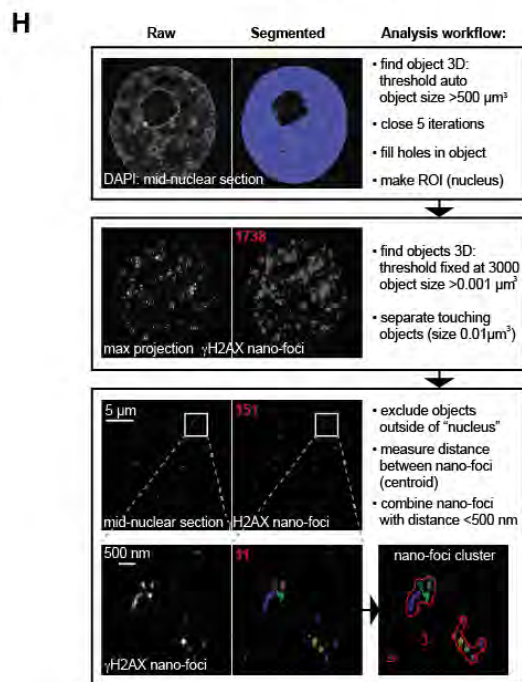 H
Raw
Segmented
Analysis workflow:
DAPI: mid-nuclear section
• find object 3D:
threshold auto
object size >500 µm³
• close 5 iterations
• fill holes in object
• make ROI (nucleus)
1738
max projection γH2AX nano-foci
• find objects 3D:
threshold fixed at 3000
object size >0.001 µm³
• separate touching
objects (size 0.01µm³)
5 µm
151
mid-nuclear section
H2AX nano-foci
• exclude objects
outside of "nucleus"
• measure distance
between nano-foci
(centroid)
• combine nano-foci
with distance <500 nm
500 nm
11
γH2AX nano-foci
nano-foci cluster